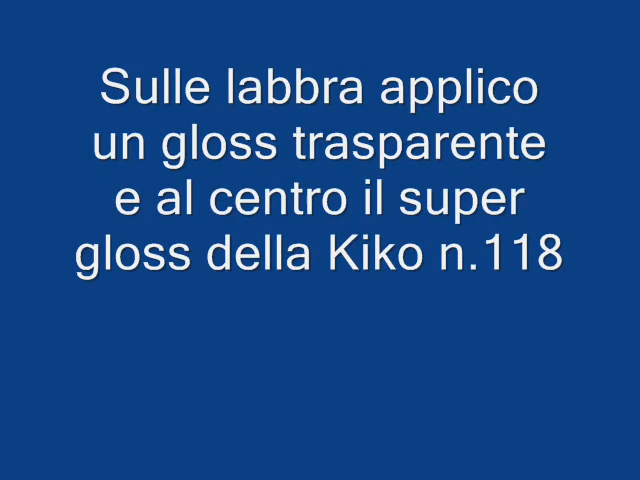 Sulle labbra applico
un gloss trasparente
e al centro il super
gloss della Kiko n.118